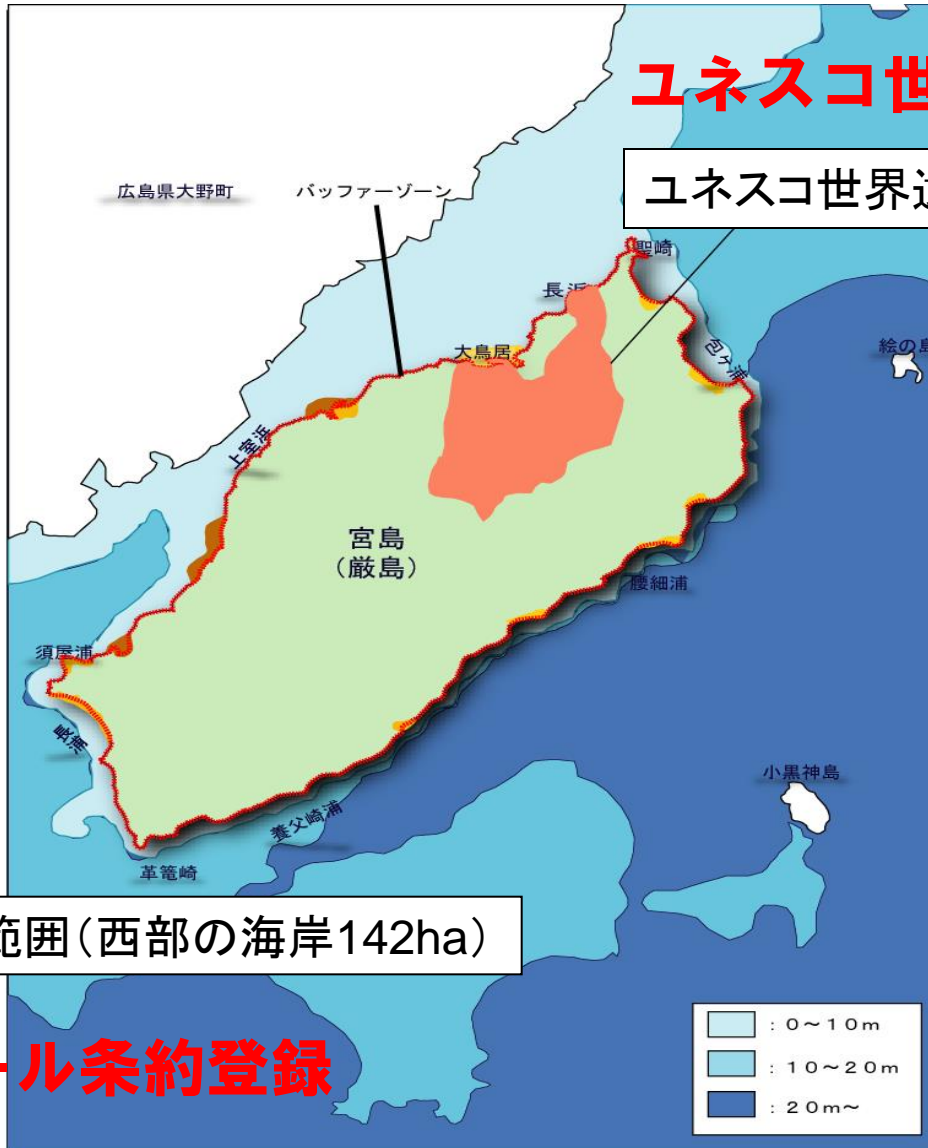 ユネスコ世
ユネスコ世界遺
広島県大野町
バッファーゾーン
聖崎
長浜
包ヶ浦
絵の島
大鳥居
上室浜
宮島
(厳島)
腰細浦
須屋浦
長浦
小黒神島
養父崎浦
革篭崎
範囲(西部の海岸142ha)
ール条約登録
:0~10m
:10~20m
:20m~